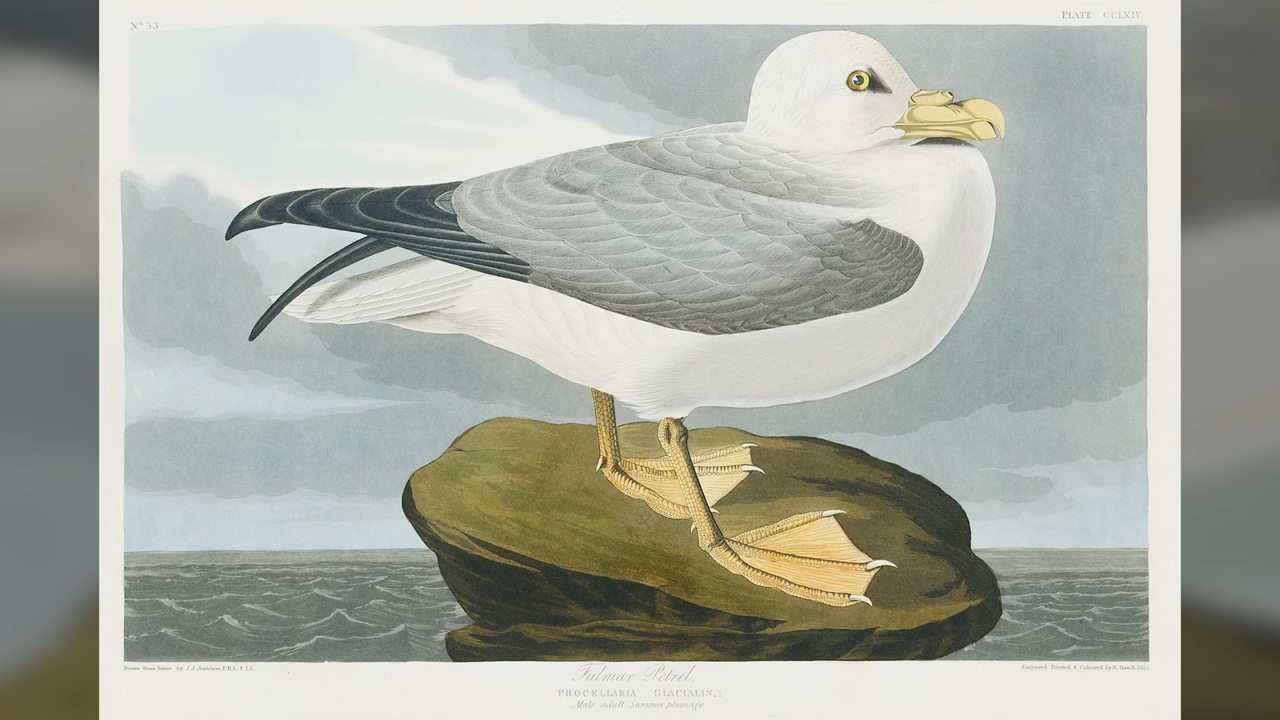 Nº 53.
PLATE CCLXIV
Drawn from Nature by J.J. Audubon F.R.S. F.L.S.
Engraved, Printed, & Coloured, by R. Havell,
Fulmar Petrel.
PROCELLARIA GLACIALIS,
Male adult Summer plumage.